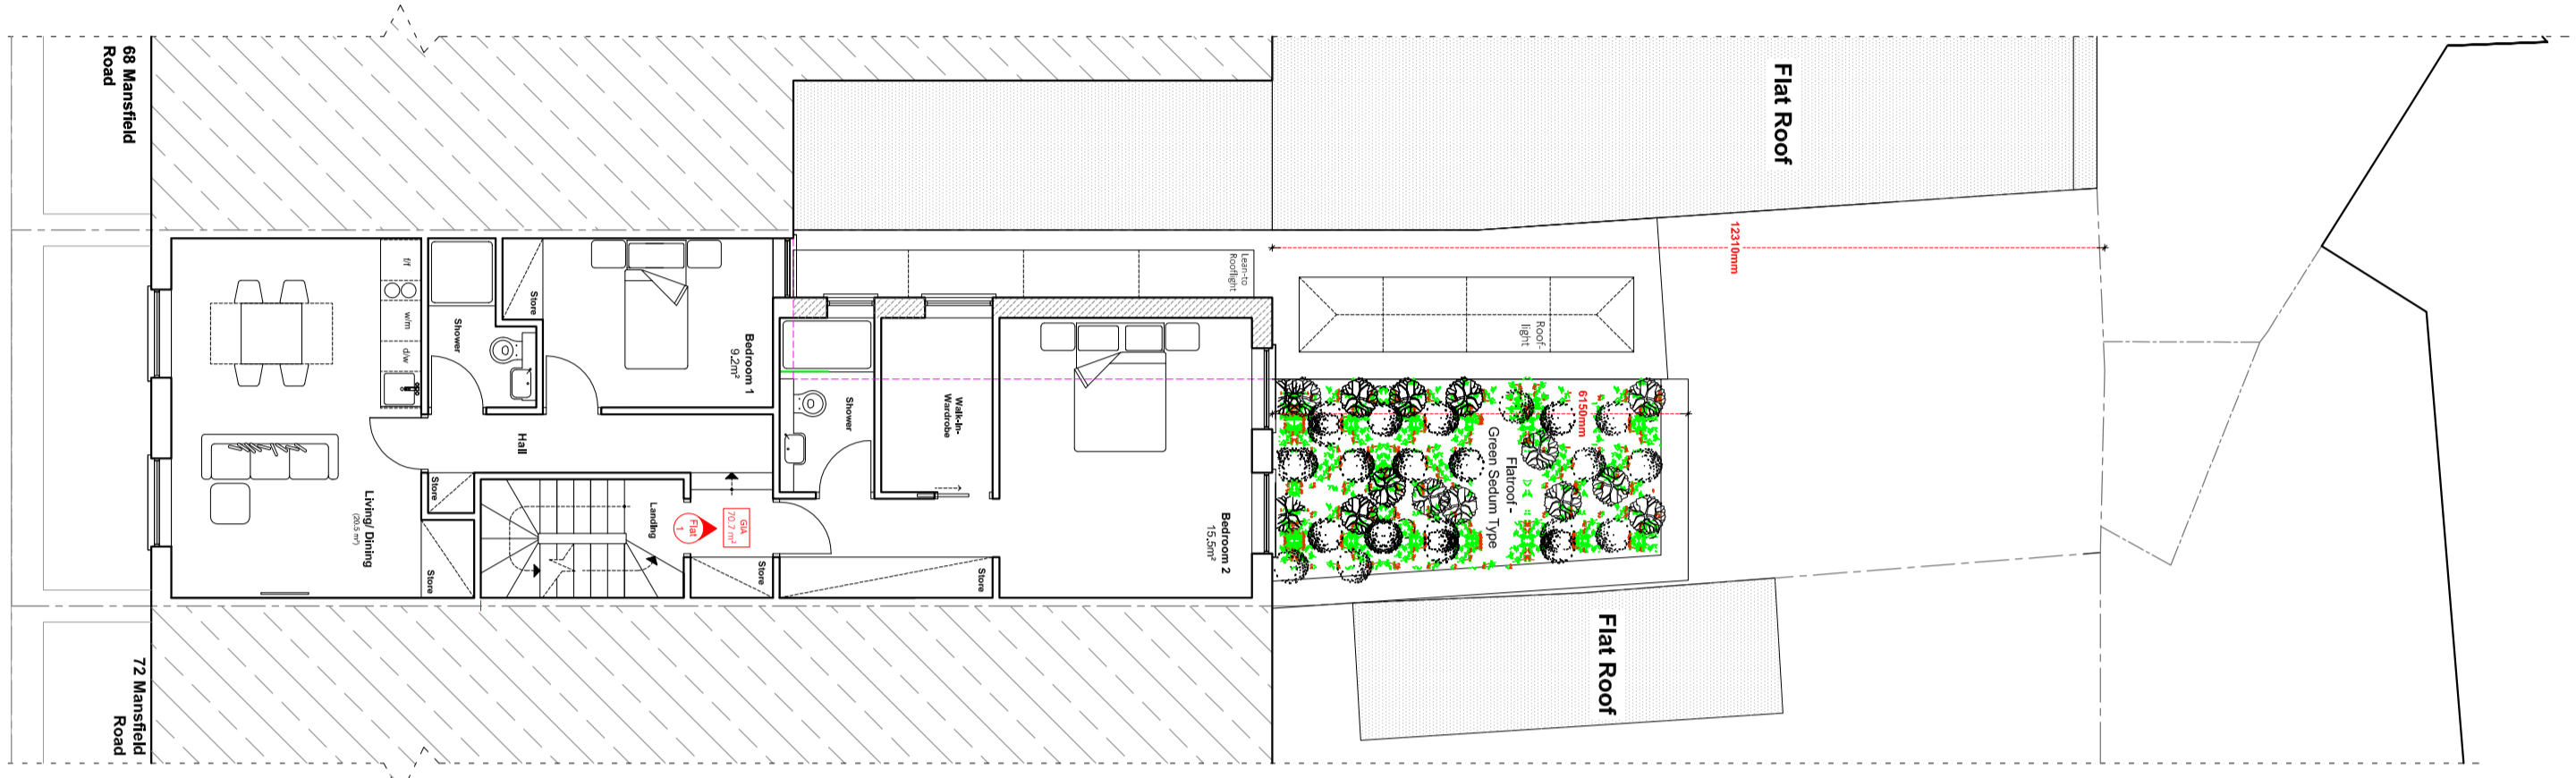 68 Mansfield
Road
72 Mansfield
Road
Living/ Dining
(20.5 m²)
f/f
w/m
d/w
Shower
Store
Bedroom 1
9.2m²
Hall
Store
Store
Landing
Flat
1
GIA
70.7 m²
Store
Shower
Walk-In-
Wardrobe
Store
Bedroom 2
15.5m²
Lean-to
Rooflight
Roof-
light
Flatroof -
Green Sedum Type
6150mm
12310mm
Flat Roof
Flat Roof